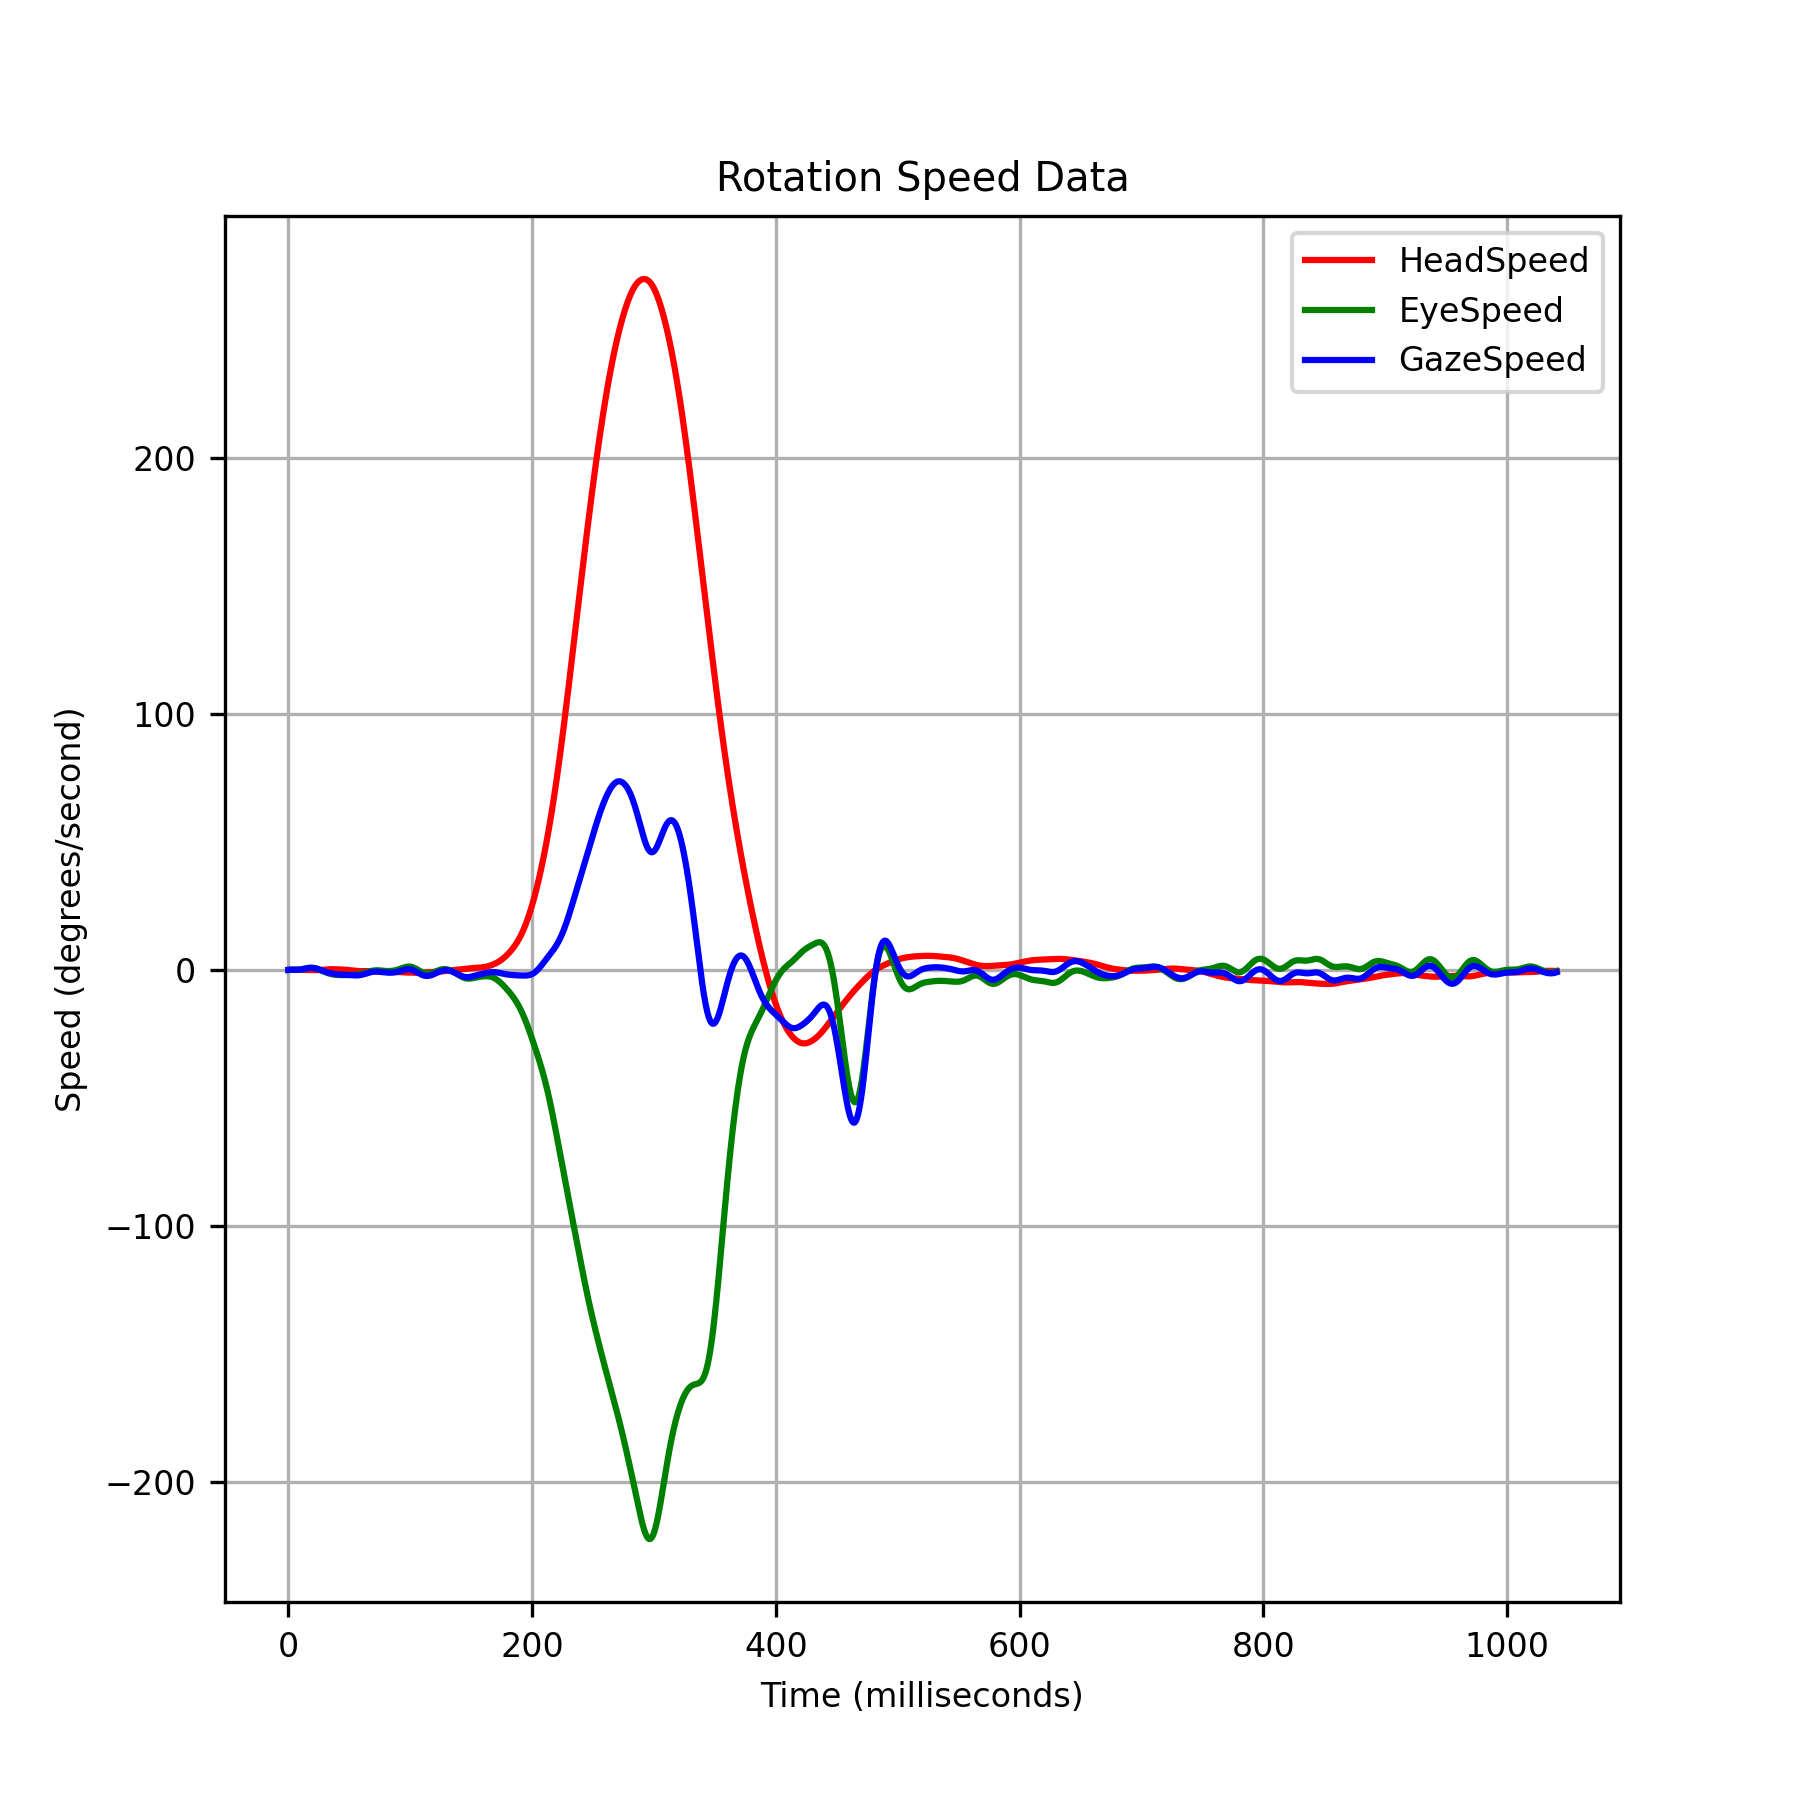 Rotation Speed Data
HeadSpeed
EyeSpeed
GazeSpeed
Speed (degrees/second)
200
100
0
−100
−200
0 200 400 600 800 1000
Time (milliseconds)